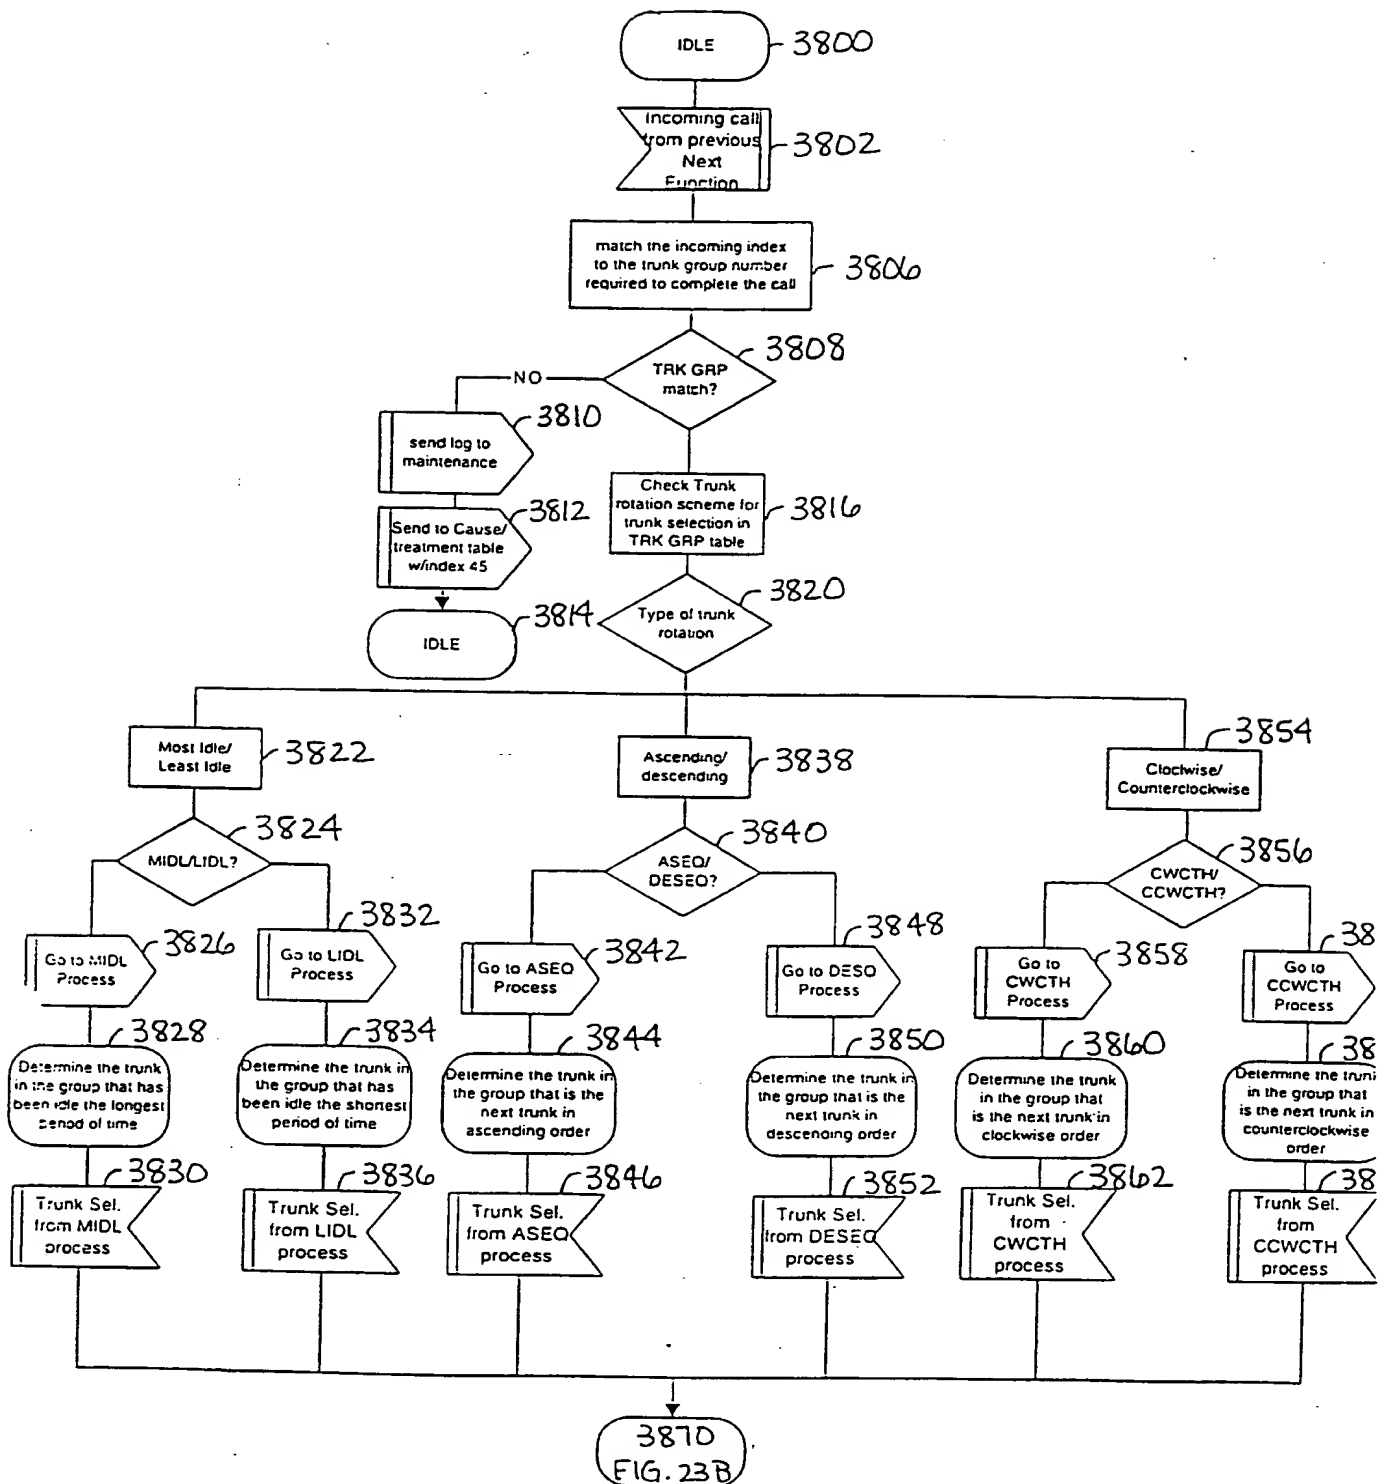 IDLE
3800
Incoming call
from previous
Next
Function
3802
match the incoming index
to the trunk group number
required to complete the call
3806
TRK GRP
match?
3808
NO
send log to
maintenance
3810
Send to Cause/
treatment table
w/index 45
3812
IDLE
3814
Check Trunk
rotation scheme for
trunk selection in
TRK GRP table
3816
Type of trunk
rotation
3820
Most Idle/
Least Idle
3822
Ascending/
descending
3838
Cloclwise/
Counterclockwise
3854
MIDL/LIDL?
3824
ASEQ/
DESEQ?
3840
CWCTH/
CCWCTH?
3856
Go to MIDL
Process
3826
Go to LIDL
Process
3832
Go to ASEQ
Process
3842
Go to DESQ
Process
3848
Go to
CWCTH
Process
3858
Go to
CCWCTH
Process
38
Determine the trunk
in the group that has
been idle the longest
period of time
3828
Determine the trunk in
the group that has
been idle the shortest
period of time
3834
Determine the trunk in
the group that is the
next trunk in
ascending order
3844
Determine the trunk in
the group that is the
next trunk in
descending order
3850
Determine the trunk
in the group that
is the next trunk in
clockwise order
3860
Determine the trunk
in the group that
is the next trunk in
counterclockwise
order
38
Trunk Sel.
from MIDL
process
3830
Trunk Sel.
from LIDL
process
3836
Trunk Sel.
from ASEQ
process
3846
Trunk Sel.
from DESEQ
process
3852
Trunk Sel.
from
CWCTH
process
3862
Trunk Sel.
from
CCWCTH
process
38
3870
FIG. 23B